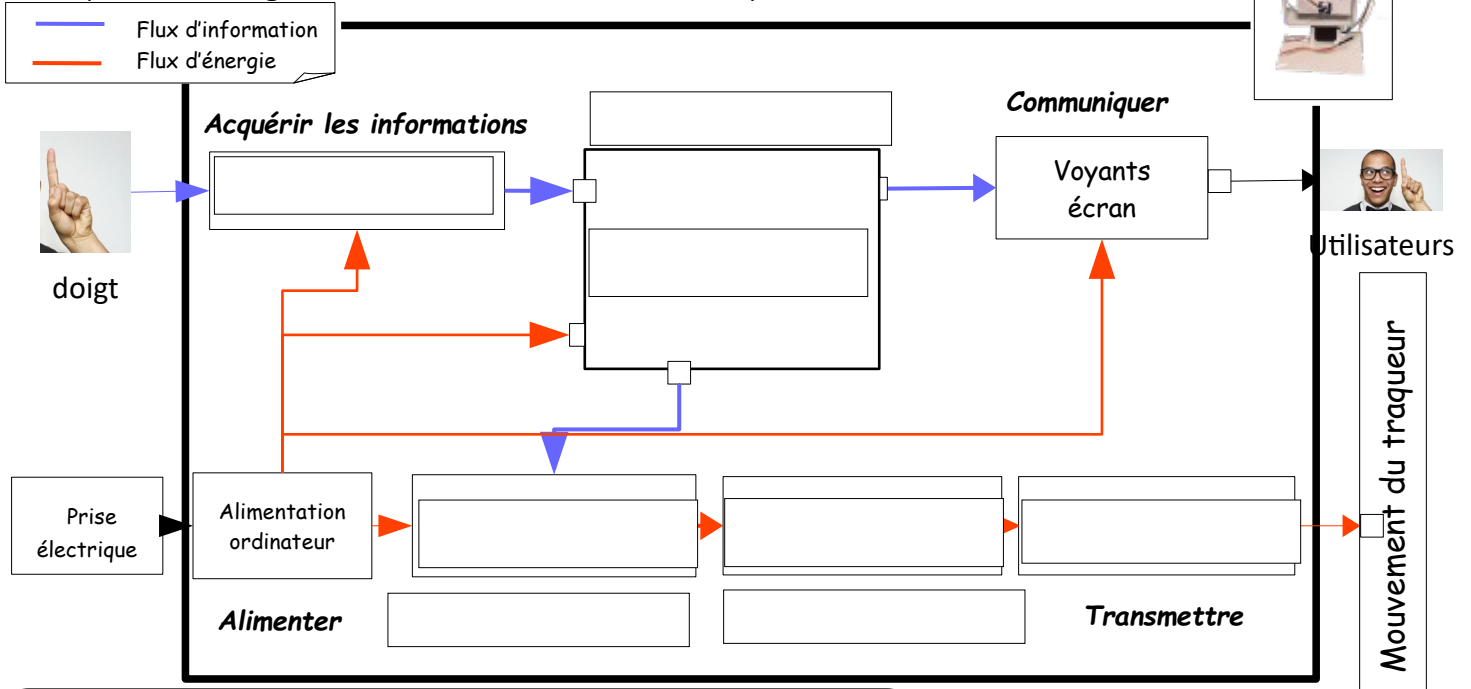 Flux d'information
Flux d'énergie
Acquérir les informations
Communiquer
Voyants
écran
doigt
Utilisateurs
Mouvement du traqueur
Prise
électrique
Alimentation
ordinateur
Alimenter
Transmettre